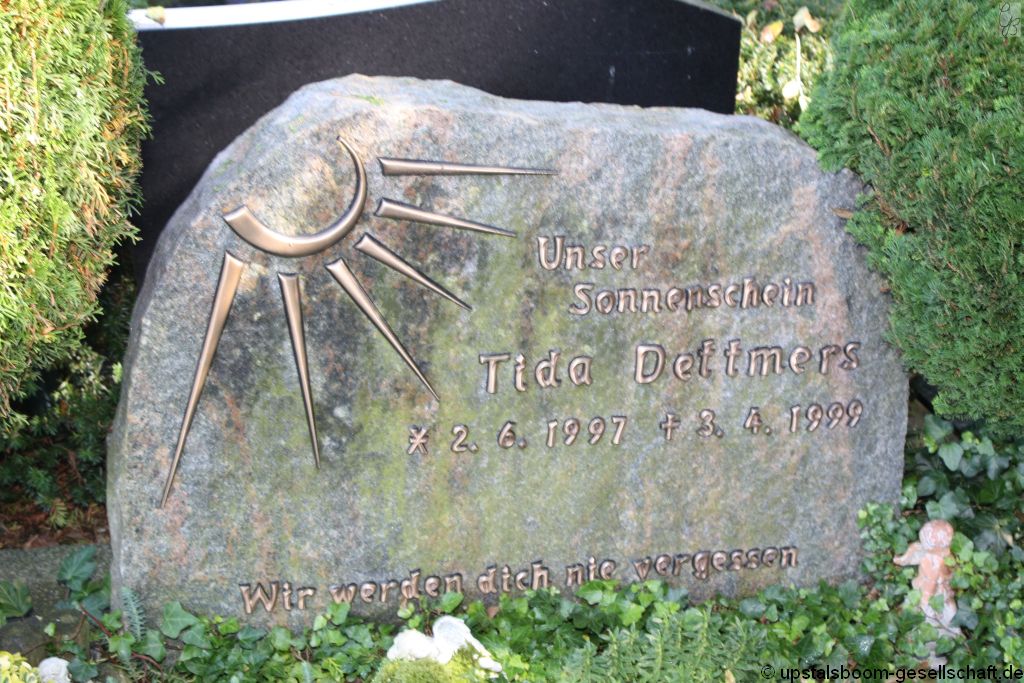 Unser
Sonnenschein
Tida Dettmers
* 2. 6. 1997 † 3. 4. 1999
Wir werden dich nie vergessen
© upstalsboom-gesellschaft.de